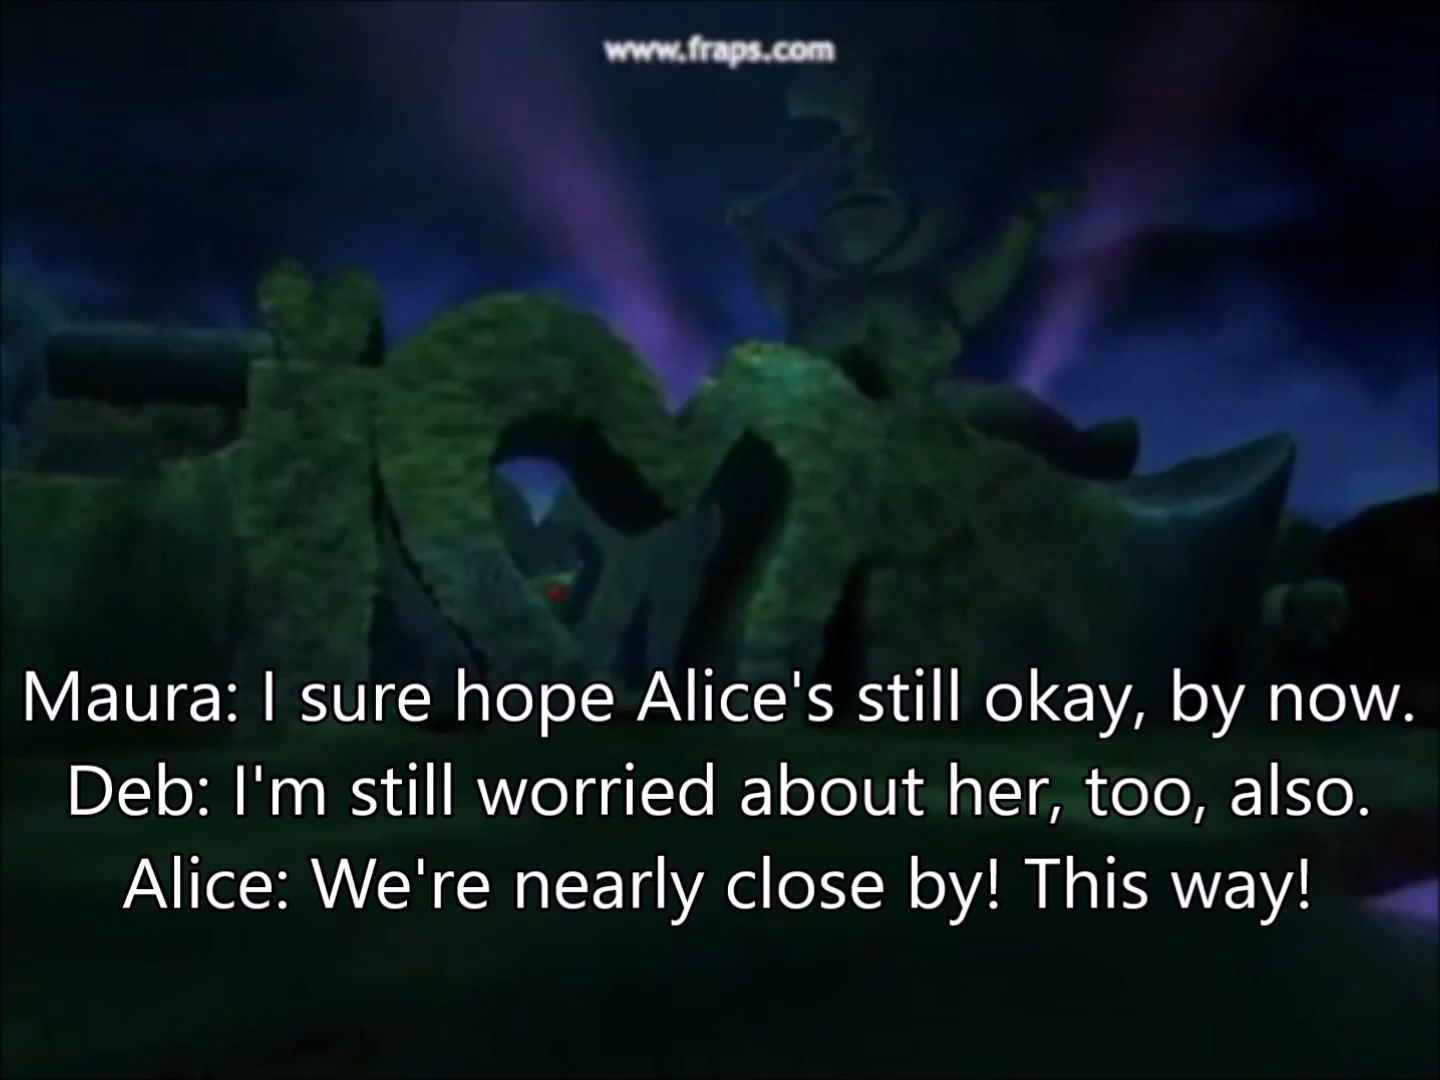 www.fraps.com
Maura: I sure hope Alice's still okay, by now.
Deb: I'm still worried about her, too, also.
Alice: We're nearly close by! This way!